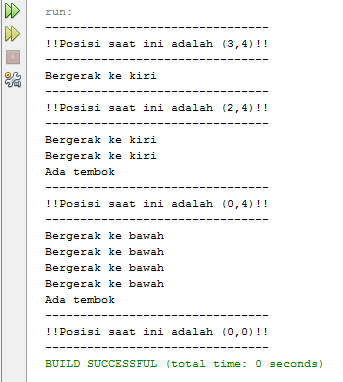 run:
--------------------------------
!!Posisi saat ini adalah (3,4)!!
--------------------------------
Bergerak ke kiri
--------------------------------
!!Posisi saat ini adalah (2,4)!!
--------------------------------
Bergerak ke kiri
Bergerak ke kiri
Ada tembok
--------------------------------
!!Posisi saat ini adalah (0,4)!!
--------------------------------
Bergerak ke bawah
Bergerak ke bawah
Bergerak ke bawah
Bergerak ke bawah
Ada tembok
--------------------------------
!!Posisi saat ini adalah (0,0)!!
--------------------------------
BUILD SUCCESSFUL (total time: 0 seconds)